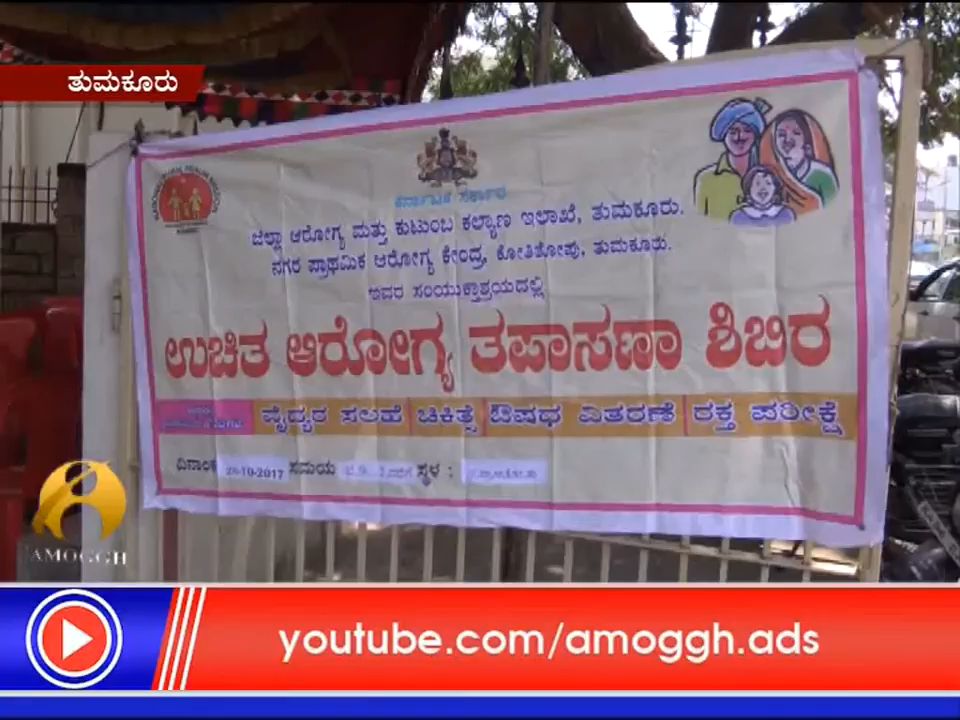 ತುಮಕೂರು
ಕರ್ನಾಟಕ ಸರ್ಕಾರ
ಜಿಲ್ಲಾ ಆರೋಗ್ಯ ಮತ್ತು ಕುಟುಂಬ ಕಲ್ಯಾಣ ಇಲಾಖೆ, ತುಮಕೂರು.
ನಗರ ಪ್ರಾಥಮಿಕ ಆರೋಗ್ಯ ಕೇಂದ್ರ, ಕೋತಿತೋಪು, ತುಮಕೂರು.
ಇವರ ಸಂಯುಕ್ತಾಶ್ರಯದಲ್ಲಿ
ಉಚಿತ ಆರೋಗ್ಯ ತಪಾಸಣಾ ಶಿಬಿರ
ವೈದ್ಯರ ಸಲಹೆ ಚಿಕಿತ್ಸೆ ಔಷಧ ವಿತರಣೆ ರಕ್ತ ಪರೀಕ್ಷೆ
ದಿನಾಂಕ 28-10-2017 ಸಮಯ ಸ್ಥಳ :
AMOGGH
youtube.com/amoggh.ads